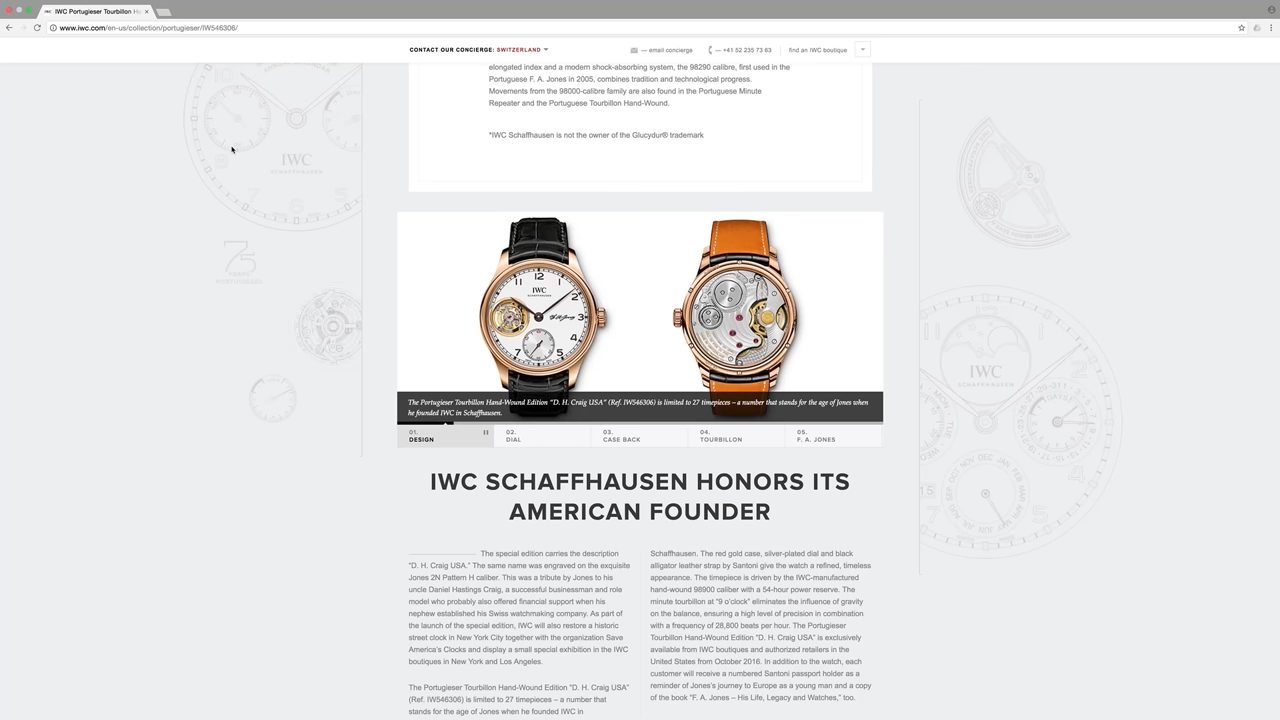 IWC Portugieser Tourbillon H
www.iwc.com/en-us/collection/portugieser/IW546306/
CONTACT OUR CONCIERGE: SWITZERLAND
— email concierge
— +41 52 235 73 63
find an IWC boutique
elongated index and a modern shock-absorbing system, the 98290 calibre, first used in the
Portuguese F. A. Jones in 2005, combines tradition and technological progress.
Movements from the 98000-calibre family are also found in the Portuguese Minute
Repeater and the Portuguese Tourbillon Hand-Wound.
*IWC Schaffhausen is not the owner of the Glucydur® trademark
IWC
SCHAFFHAUSEN
75
IWC
SCHAFFHAUSEN
11 12 1
IWC
SCHAFFHAUSEN
2
3
4
5
7
The Portugieser Tourbillon Hand-Wound Edition "D. H. Craig USA" (Ref. IW546306) is limited to 27 timepieces – a number that stands for the age of Jones when
he founded IWC in Schaffhausen.
01.
DESIGN
02.
DIAL
03.
CASE BACK
04.
TOURBILLON
05.
F. A. JONES
IWC SCHAFFHAUSEN HONORS ITS
AMERICAN FOUNDER
The special edition carries the description
"D. H. Craig USA." The same name was engraved on the exquisite
Jones 2N Pattern H caliber. This was a tribute by Jones to his
uncle Daniel Hastings Craig, a successful businessman and role
model who probably also offered financial support when his
nephew established his Swiss watchmaking company. As part of
the launch of the special edition, IWC will also restore a historic
street clock in New York City together with the organization Save
America's Clocks and display a small special exhibition in the IWC
boutiques in New York and Los Angeles.
The Portugieser Tourbillon Hand-Wound Edition "D. H. Craig USA"
(Ref. IW546306) is limited to 27 timepieces – a number that
stands for the age of Jones when he founded IWC in
Schaffhausen. The red gold case, silver-plated dial and black
alligator leather strap by Santoni give the watch a refined, timeless
appearance. The timepiece is driven by the IWC-manufactured
hand-wound 98900 caliber with a 54-hour power reserve. The
minute tourbillon at "9 o'clock" eliminates the influence of gravity
on the balance, ensuring a high level of precision in combination
with a frequency of 28,800 beats per hour. The Portugieser
Tourbillon Hand-Wound Edition "D. H. Craig USA" is exclusively
available from IWC boutiques and authorized retailers in the
United States from October 2016. In addition to the watch, each
customer will receive a numbered Santoni passport holder as a
reminder of Jones's journey to Europe as a young man and a copy
of the book "F. A. Jones – His Life, Legacy and Watches," too.